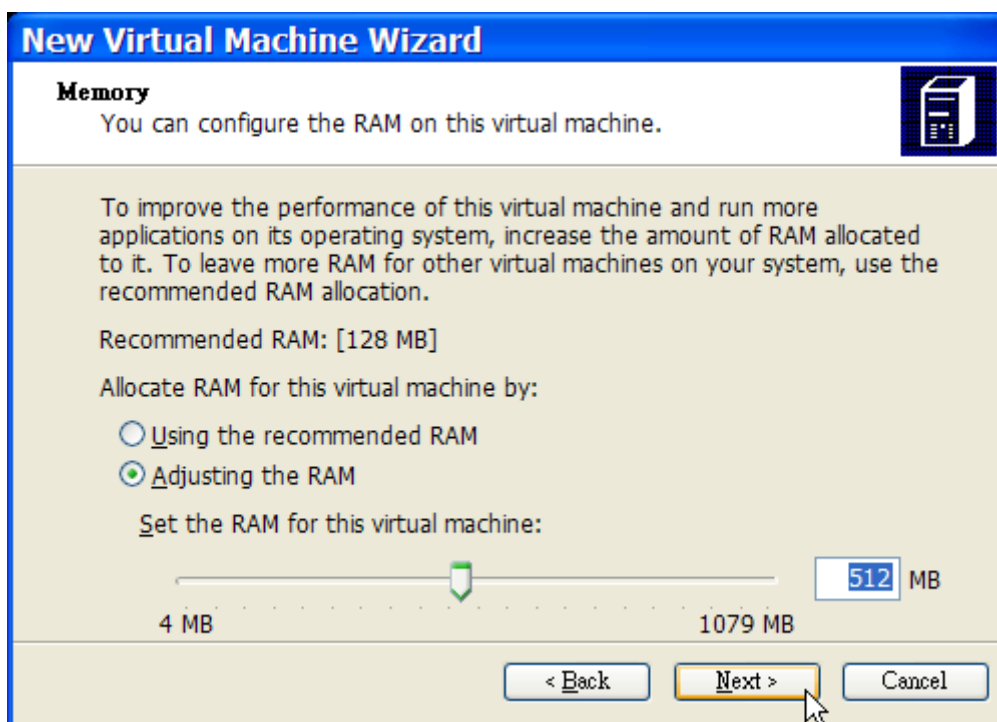 New Virtual Machine Wizard
Memory
You can configure the RAM on this virtual machine.
To improve the performance of this virtual machine and run more
applications on its operating system, increase the amount of RAM allocated
to it. To leave more RAM for other virtual machines on your system, use the
recommended RAM allocation.
Recommended RAM: [128 MB]
Allocate RAM for this virtual machine by:
Using the recommended RAM
Adjusting the RAM
Set the RAM for this virtual machine:
512 MB
4 MB 1079 MB
< Back Next > Cancel